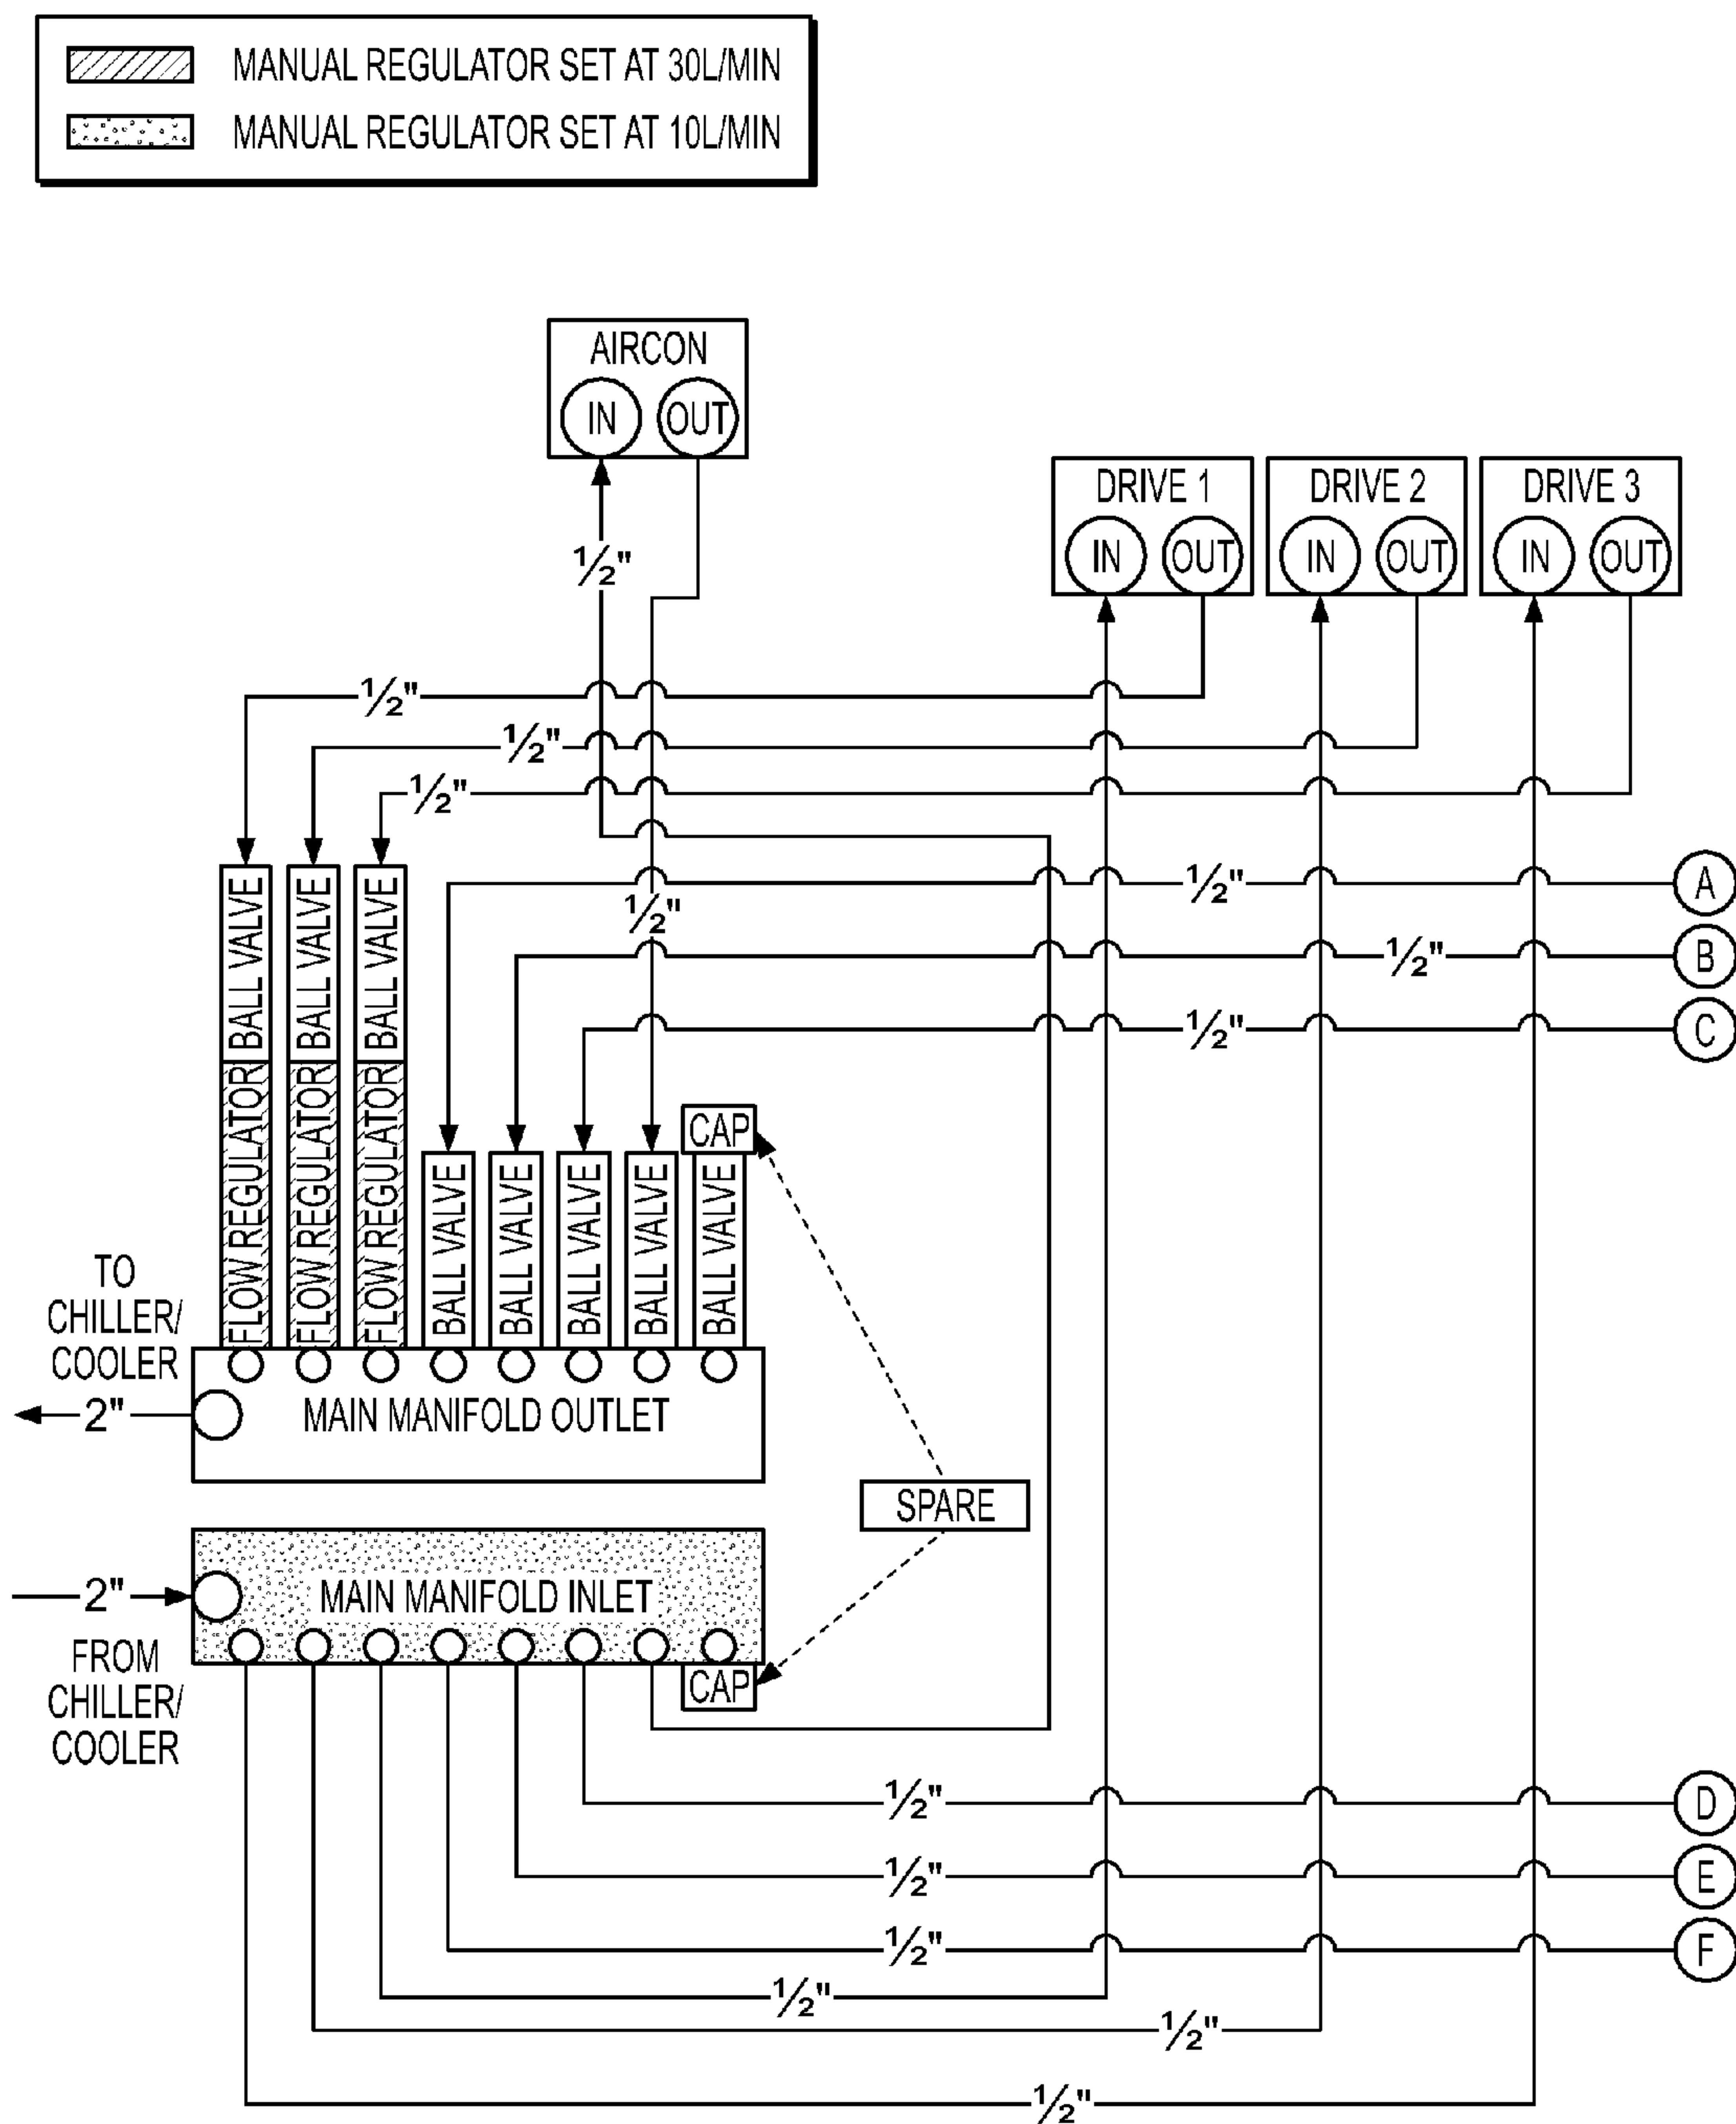 MANUAL REGULATOR SET AT 30L/MIN
MANUAL REGULATOR SET AT 10L/MIN
AIRCON
IN OUT
DRIVE 1
IN OUT
DRIVE 2
IN OUT
DRIVE 3
IN OUT
1/2"
1/2"
1/2"
1/2"
1/2"
A
1/2"
1/2"
B
1/2"
C
BALL VALVE
BALL VALVE
BALL VALVE
FLOW REGULATOR
FLOW REGULATOR
FLOW REGULATOR
CAP
BALL VALVE
BALL VALVE
BALL VALVE
BALL VALVE
BALL VALVE
TO
CHILLER/
COOLER
2"
MAIN MANIFOLD OUTLET
SPARE
2"
MAIN MANIFOLD INLET
FROM
CHILLER/
COOLER
CAP
1/2"
D
1/2"
E
1/2"
F
1/2"
1/2"
1/2"